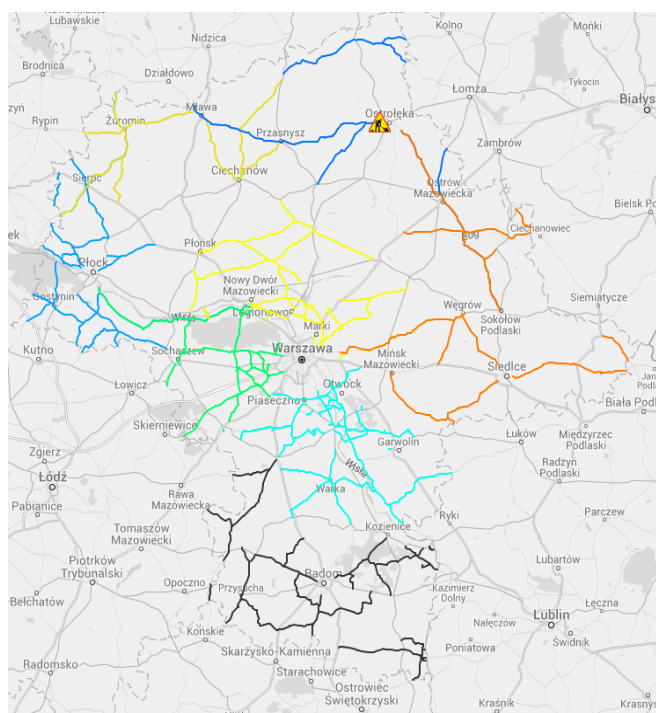 Lubawskie
Nidzica
Kolno
Mońki
Brodnica
Działdowo
Łomża
Tykocin
Rypin
Żuromin
Mława
Ostrołęka
Białys
Przasnysz
Zambrów
Sierpc
Ciechanów
Ostrów
Mazowiecka
Bielsk Po
Ciechanowiec
Płońsk
Płock
Nowy Dwór
Mazowiecki
Gostynin
Wisła
Łomonowo
Węgrów
Siemiatycze
Marki
Sokołów
Podlaski
Kutno
Sochaczew
Warszawa
Mińsk
Mazowiecki
Siedlce
Łowicz
Otwock
Piaseczno
Biała Podl
Skierniewice
Garwolin
Łuków
Międzyrzec
Podlaski
Zgierz
Łódź
Wisła
Radzyń
Podlaski
Rawa
Mazowiecka
Warka
Pabianice
Kozienice
Ryki
Parczew
Tomaszów
Mazowiecki
Piotrków
Trybunalski
Opoczno
Przysucha
Radom
Lubartów
Bełchatów
Kazimierz
Dolny
Nałęczów
Lublin
Łęczna
Świdnik
Końskie
Poniatowa
Radomsko
Skarżysko-Kamienna
Starachowice
Ostrowiec
Świętokrzyski
Kraśnik
Krasnys